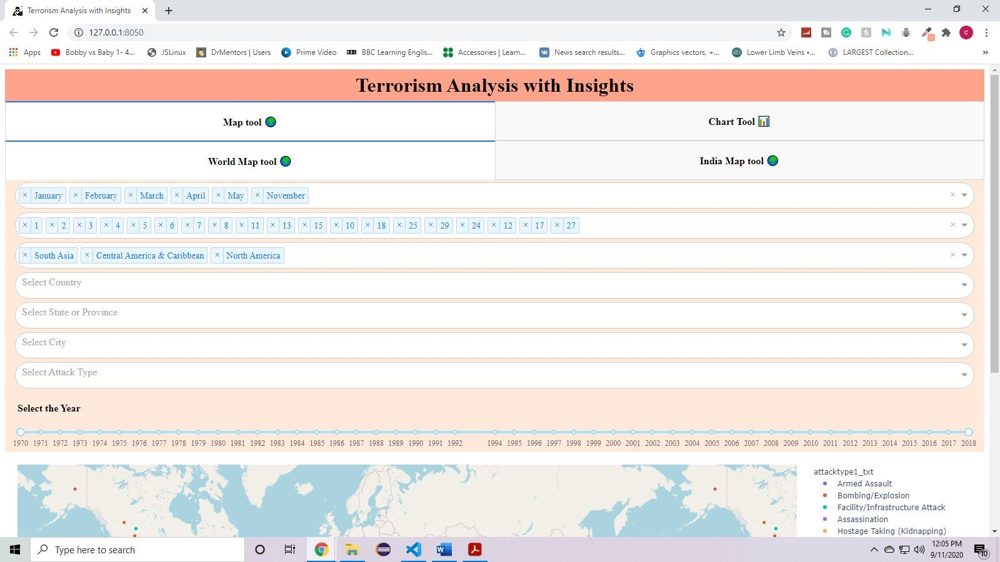 Terrorism Analysis with Insights
127.0.0.1:8050
Apps Bobby vs Baby 1- 4... JSLinux DrMentors | Users Prime Video BBC Learning Englis... Accessories | Learn... News search results... Graphics vectors, +... Lower Limb Veins •... LARGEST Collection... »
Terrorism Analysis with Insights
Map tool Chart Tool
World Map tool India Map tool
× January × February × March × April × May × November
× 1 × 2 × 3 × 4 × 5 × 6 × 7 × 8 × 11 × 13 × 15 × 10 × 18 × 25 × 29 × 24 × 12 × 17 × 27
× South Asia × Central America & Caribbean × North America
Select Country
Select State or Province
Select City
Select Attack Type
Select the Year
1970 1971 1972 1973 1974 1975 1976 1977 1978 1979 1980 1981 1982 1983 1984 1985 1986 1987 1988 1989 1990 1991 1992 1994 1995 1996 1997 1998 1999 2000 2001 2002 2003 2004 2005 2006 2007 2008 2009 2010 2011 2012 2013 2014 2015 2016 2017 2018
attacktype1_txt
Armed Assault
Bombing/Explosion
Facility/Infrastructure Attack
Assassination
Hostage Taking (Kidnapping)
Type here to search
12:05 PM
9/11/2020
10